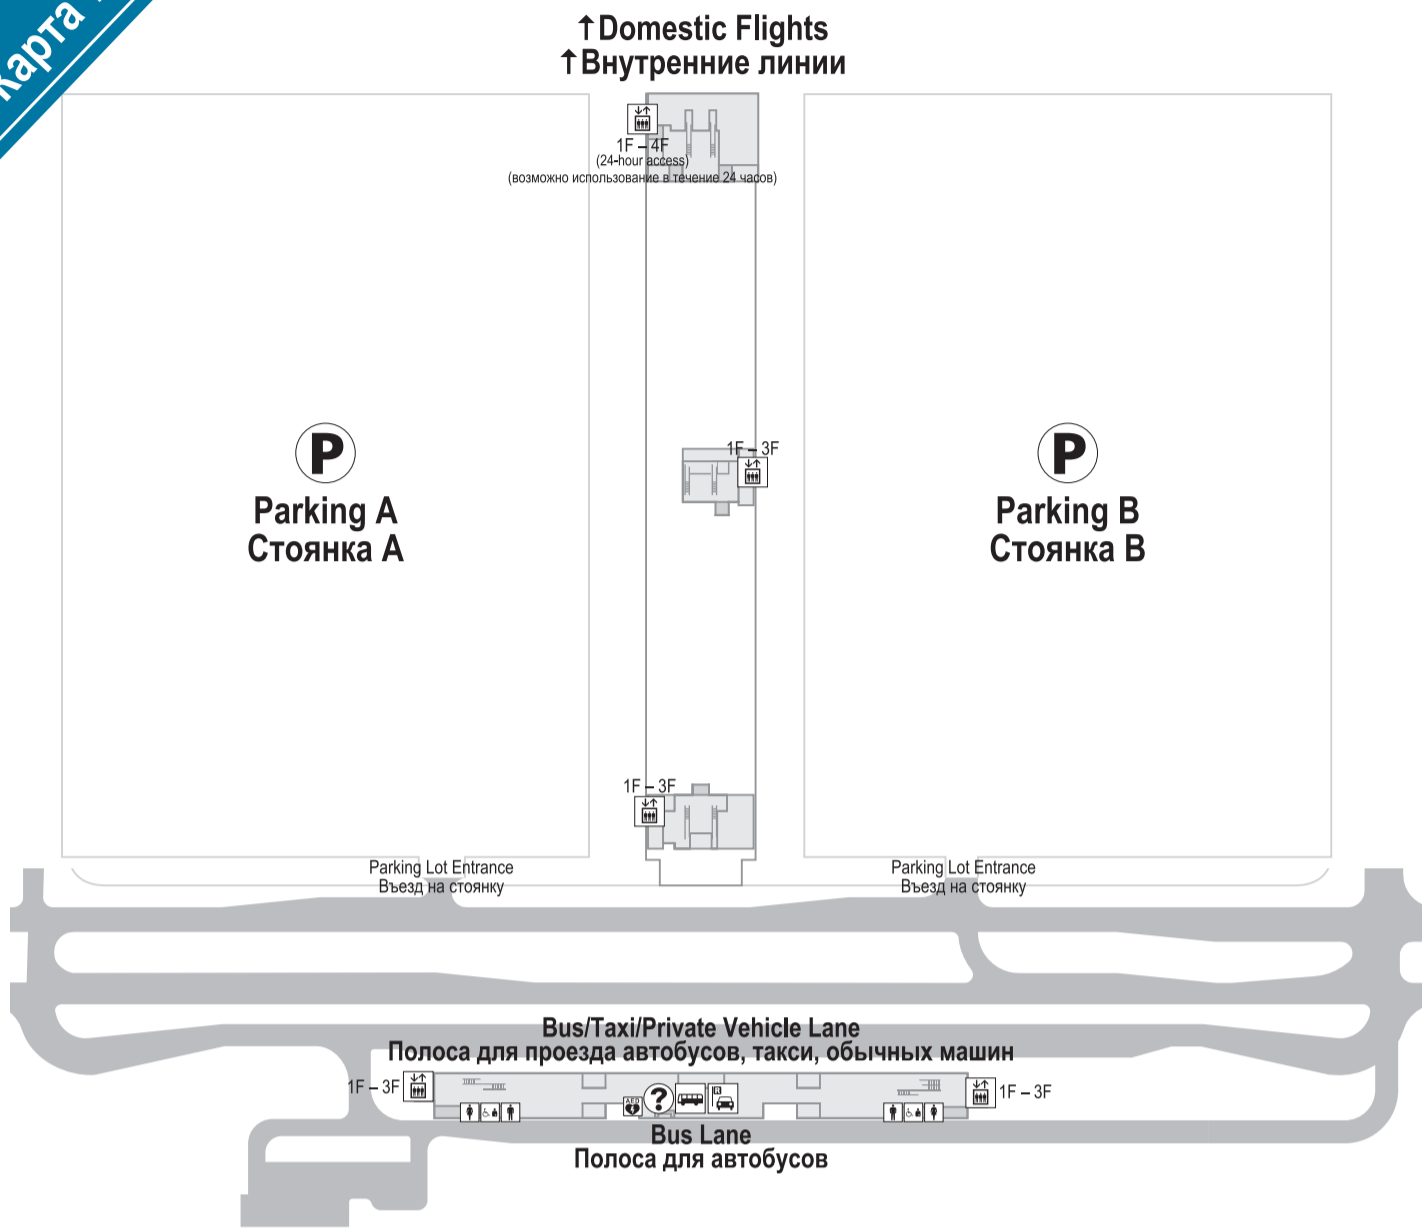 Карта
↑Domestic Flights
↑Внутренние линии
1F – 4F
(24-hour access)
(возможно использование в течение 24 часов)
1F – 3F
P
Parking A
Стоянка А
P
Parking B
Стоянка В
1F – 3F
Parking Lot Entrance
Въезд на стоянку
Parking Lot Entrance
Въезд на стоянку
Bus/Taxi/Private Vehicle Lane
Полоса для проезда автобусов, такси, обычных машин
1F – 3F
AED
?
R
1F – 3F
Bus Lane
Полоса для автобусов